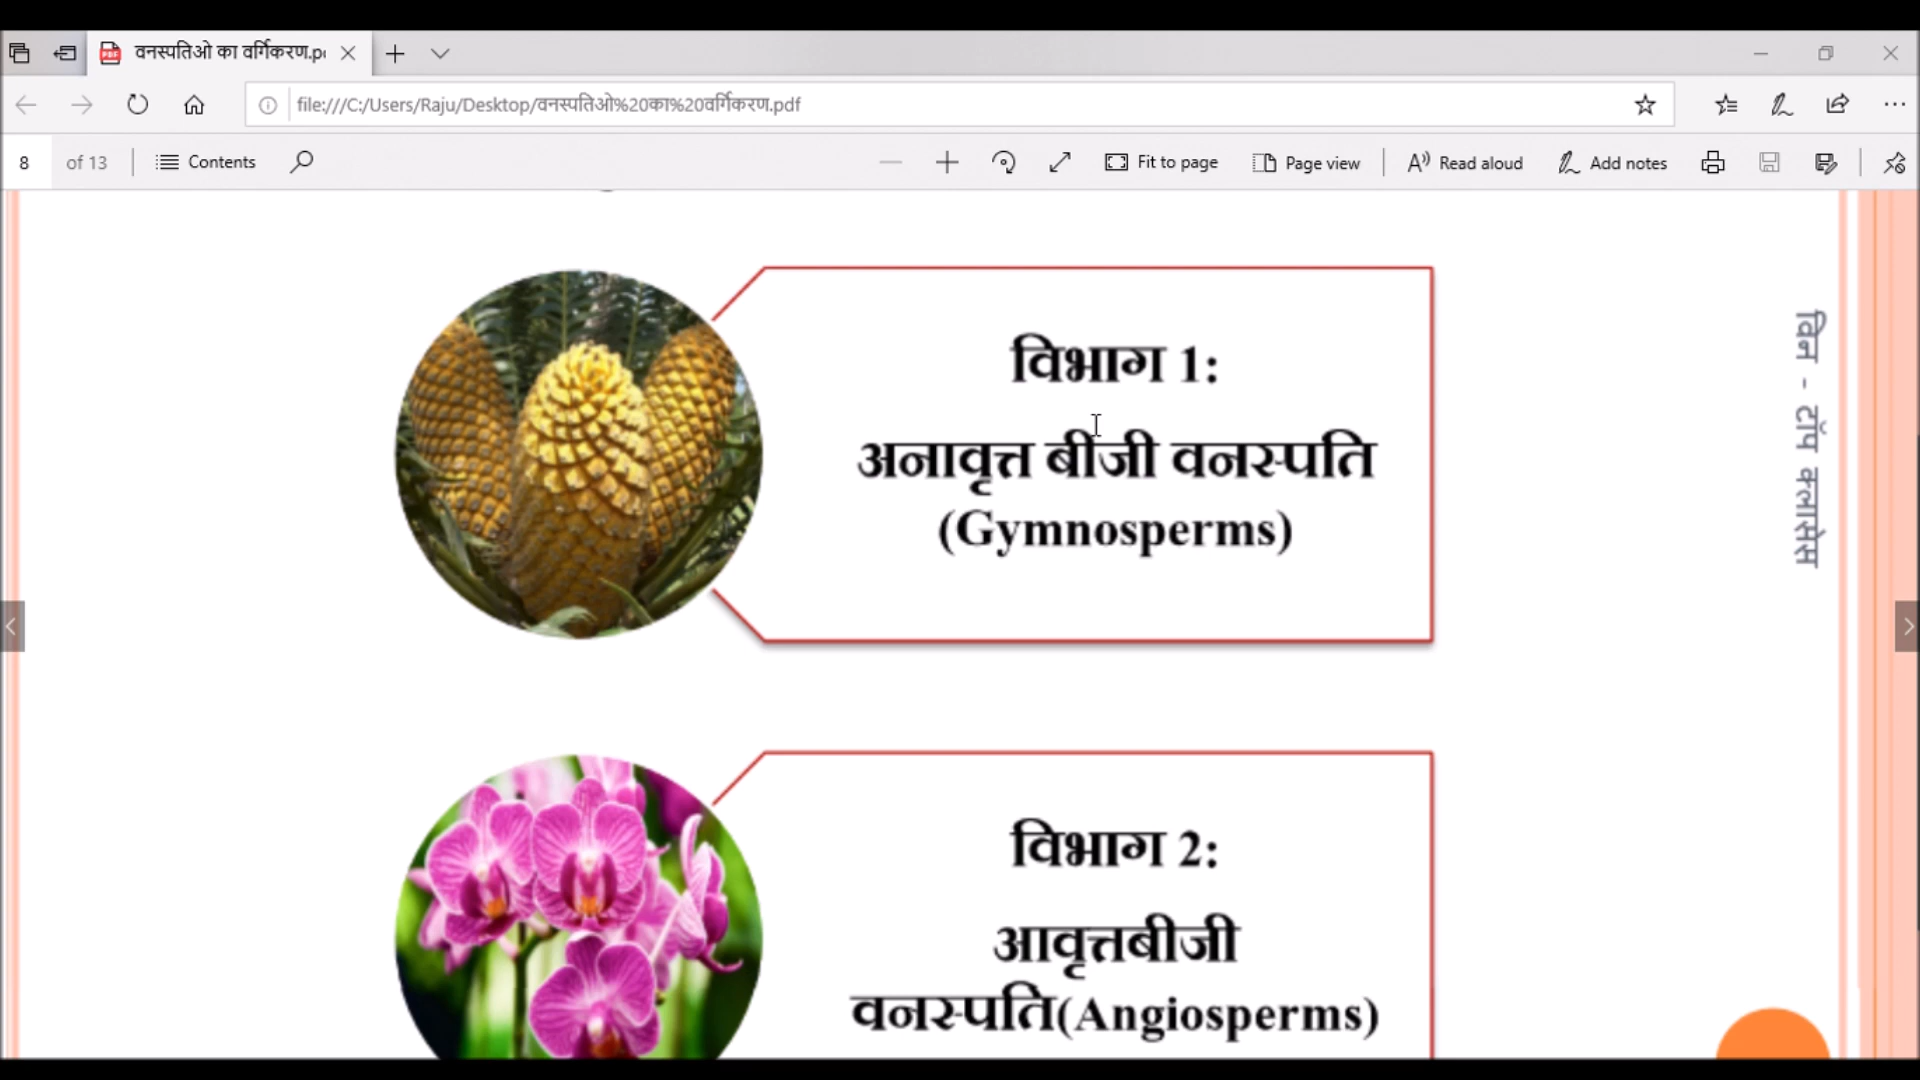 वनस्पतिओ का वर्गिकरण.p
file:///C:/Users/Raju/Desktop/वनस्पतिओ%20का%20वर्गिकरण.pdf
8 of 13 Contents Fit to page Page view Read aloud Add notes
विभाग 1:
अनावृत्त बीजी वनस्पति
(Gymnosperms)
विन - टॉप क्लासेस
विभाग 2:
आवृत्तबीजी
वनस्पति(Angiosperms)